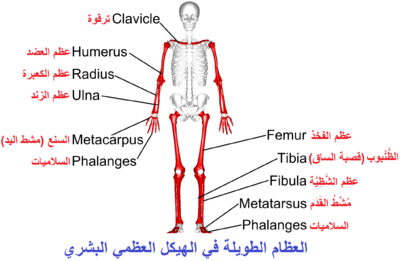 Clavicle ترقوة
Humerus عظم العضد
Radius عظم الكعبرة
Ulna عظم الزند
Metacarpus السنع (مشط اليد)
Phalanges السلاميات
Femur عظم الفخذ
Tibia الظُّنبوب (قصبة الساق)
Fibula عظم الشَّظِيَّة
Metatarsus مُشْطُ القدم
Phalanges السلاميات
العظام الطويلة في الهيكل العظمي البشري